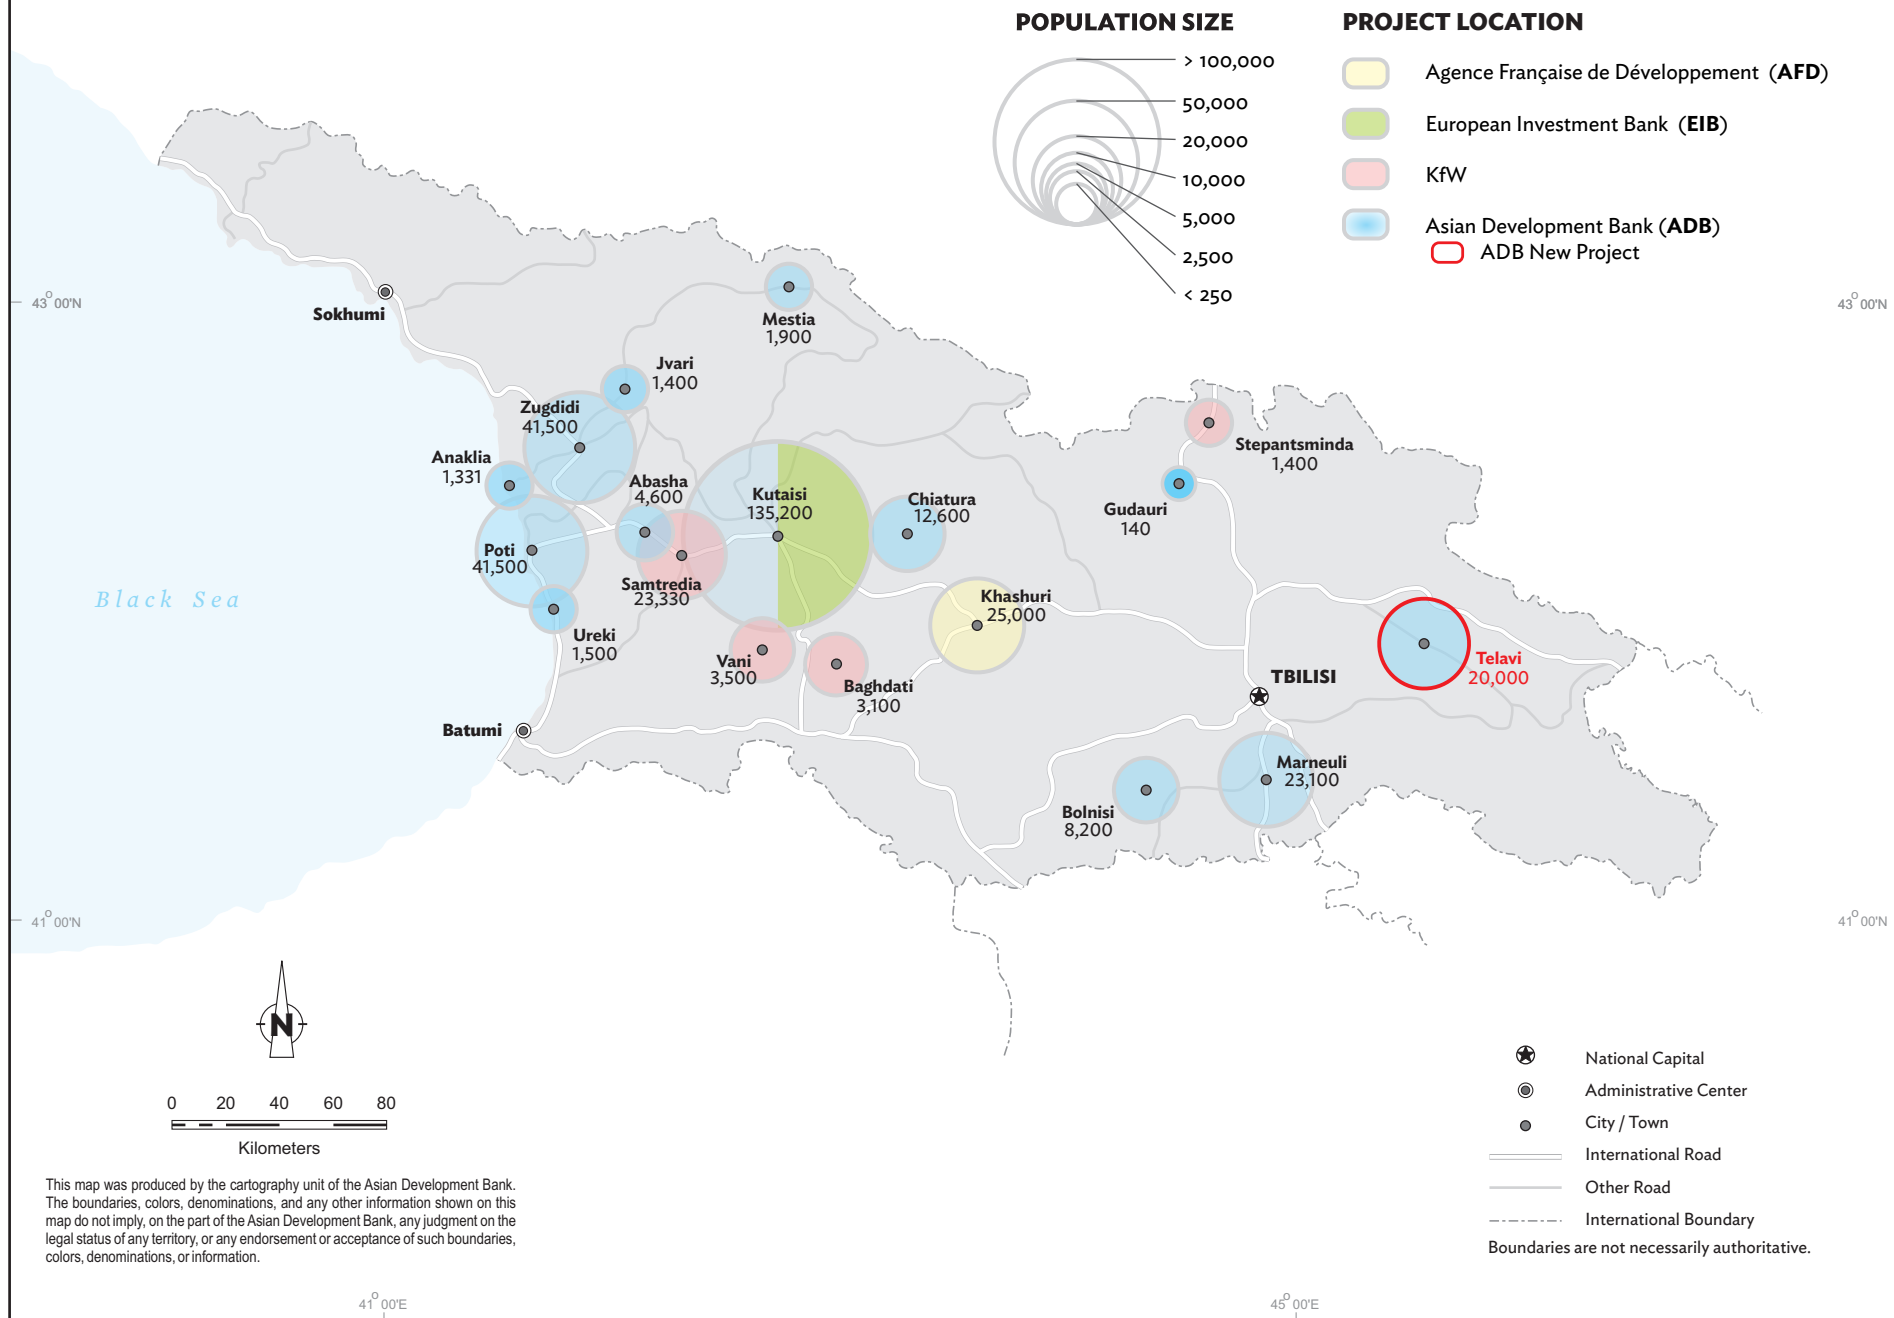 POPULATION SIZE
> 100,000
50,000
20,000
10,000
5,000
2,500
< 250
PROJECT LOCATION
Agence Française de Développement (AFD)
European Investment Bank (EIB)
KfW
Asian Development Bank (ADB)
ADB New Project
43° 00'N
43° 00'N
Sokhumi
Mestia
1,900
Jvari
1,400
Zugdidi
41,500
Anaklia
1,331
Abasha
4,600
Kutaisi
135,200
Chiatura
12,600
Stepantsminda
1,400
Gudauri
140
Poti
41,500
Samtredia
23,330
Black Sea
Khashuri
25,000
Ureki
1,500
Vani
3,500
Baghdati
3,100
TBILISI
Telavi
20,000
Batumi
Marneuli
23,100
Bolnisi
8,200
41° 00'N
41° 00'N
N
0 20 40 60 80
Kilometers
This map was produced by the cartography unit of the Asian Development Bank.
The boundaries, colors, denominations, and any other information shown on this
map do not imply, on the part of the Asian Development Bank, any judgment on the
legal status of any territory, or any endorsement or acceptance of such boundaries,
colors, denominations, or information.
National Capital
Administrative Center
City / Town
International Road
Other Road
International Boundary
Boundaries are not necessarily authoritative.
41° 00'E
45° 00'E